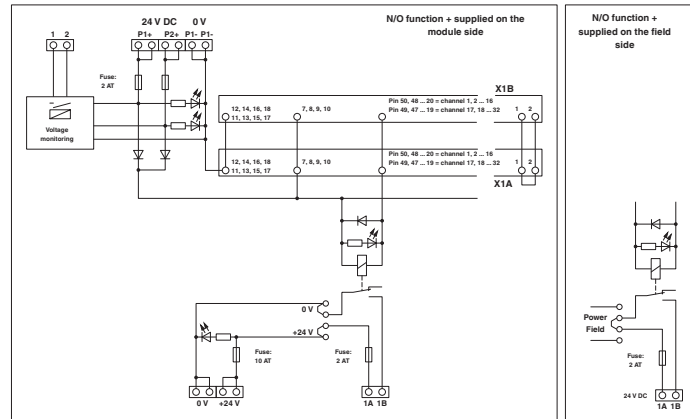 24 V DC 0 V
1 2 P1+ P2+ P1- P1-
N/O function + supplied on the
module side
Fuse:
2 AT
Voltage
monitoring
X1B
12, 14, 16, 18
11, 13, 15, 17
7, 8, 9, 10
Pin 50, 48 ... 20 = channel 1, 2 ... 16
Pin 49, 47 ... 19 = channel 17, 18 ... 32
1 2
12, 14, 16, 18
11, 13, 15, 17
7, 8, 9, 10
Pin 50, 48 ... 20 = channel 1, 2 ... 16
Pin 49, 47 ... 19 = channel 17, 18 ... 32
1 2
X1A
0 V
+24 V
Fuse:
10 AT
Fuse:
2 AT
0 V +24 V
1A 1B
N/O function +
supplied on the field
side
Power
Field
Fuse:
2 AT
24 V DC
1A 1B